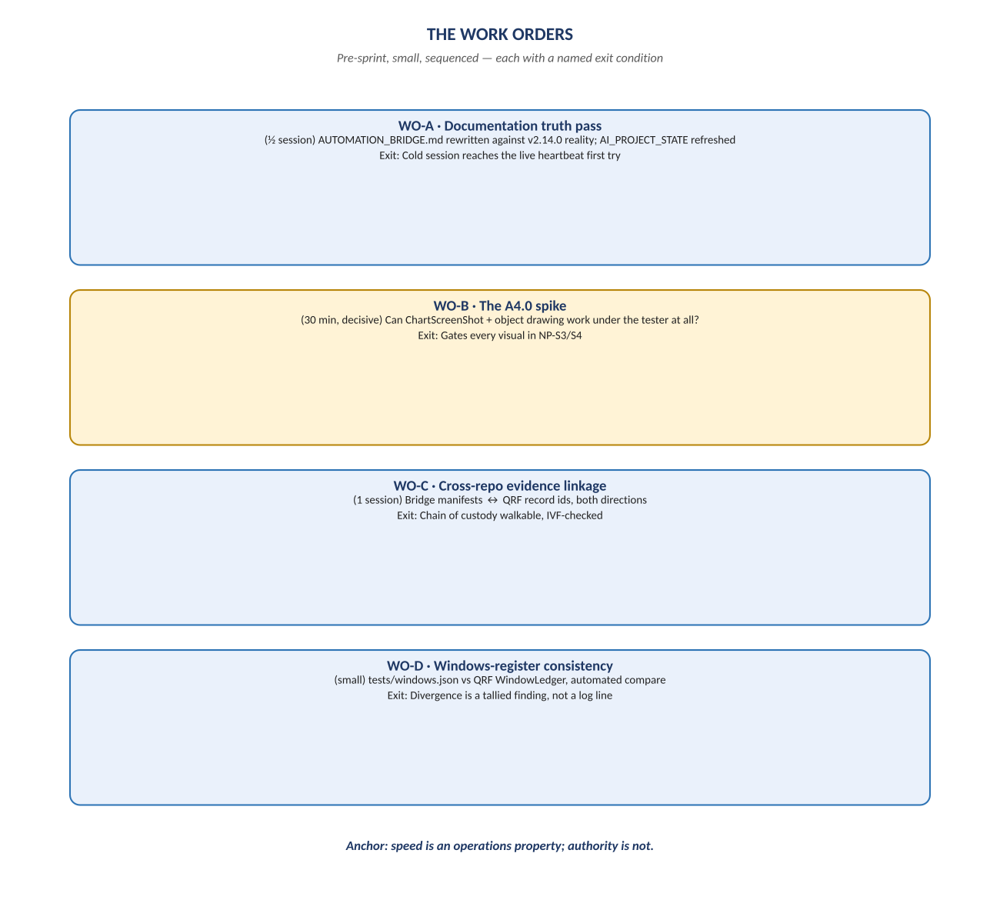 THE WORK ORDERS
Pre-sprint, small, sequenced — each with a named exit condition
WO-A · Documentation truth pass
(½ session) AUTOMATION_BRIDGE.md rewritten against v2.14.0 reality; AI_PROJECT_STATE refreshed
Exit: Cold session reaches the live heartbeat first try
WO-B · The A4.0 spike
(30 min, decisive) Can ChartScreenShot + object drawing work under the tester at all?
Exit: Gates every visual in NP-S3/S4
WO-C · Cross-repo evidence linkage
(1 session) Bridge manifests ↔ QRF record ids, both directions
Exit: Chain of custody walkable, IVF-checked
WO-D · Windows-register consistency
(small) tests/windows.json vs QRF WindowLedger, automated compare
Exit: Divergence is a tallied finding, not a log line
Anchor: speed is an operations property; authority is not.